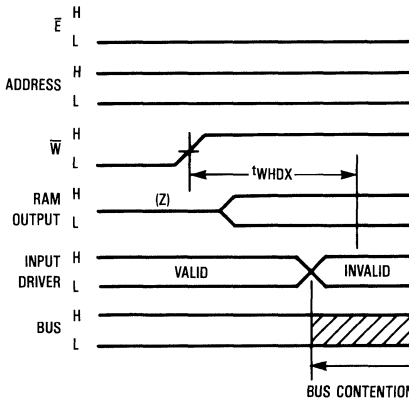 E̅ H
L
ADDRESS H
L
W̅ H
L
tWHDX
RAM OUTPUT H
L
(Z)
INPUT DRIVER H
L
VALID INVALID
BUS H
L
BUS CONTENTION